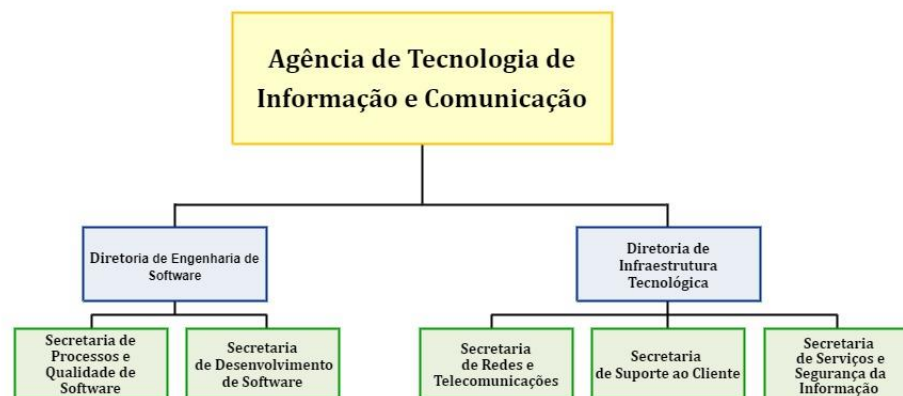 Agência de Tecnologia de
Informação e Comunicação
Diretoria de Engenharia de
Software
Diretoria de
Infraestrutura
Tecnológica
Secretaria de
Processos e
Qualidade de
Software
Secretaria
de Desenvolvimento
de Software
Secretaria
de Redes e
Telecomunicações
Secretaria
de Suporte ao Cliente
Secretaria
de Serviços e
Segurança da
Informação